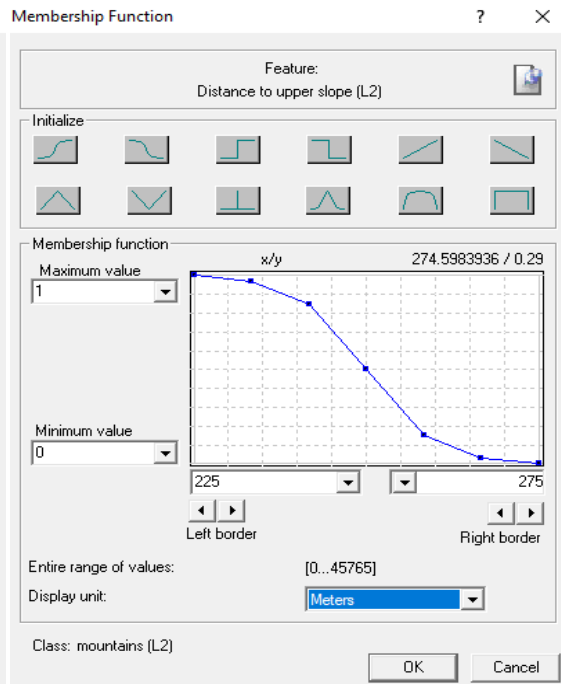 Membership Function ? ×
Feature:
Distance to upper slope (L2)
Initialize
Membership function
x/y 274.5983936 / 0.29
Maximum value
1
Minimum value
0
225 275
Left border Right border
Entire range of values: [0...45765]
Display unit: Meters
Class: mountains (L2)
OK Cancel